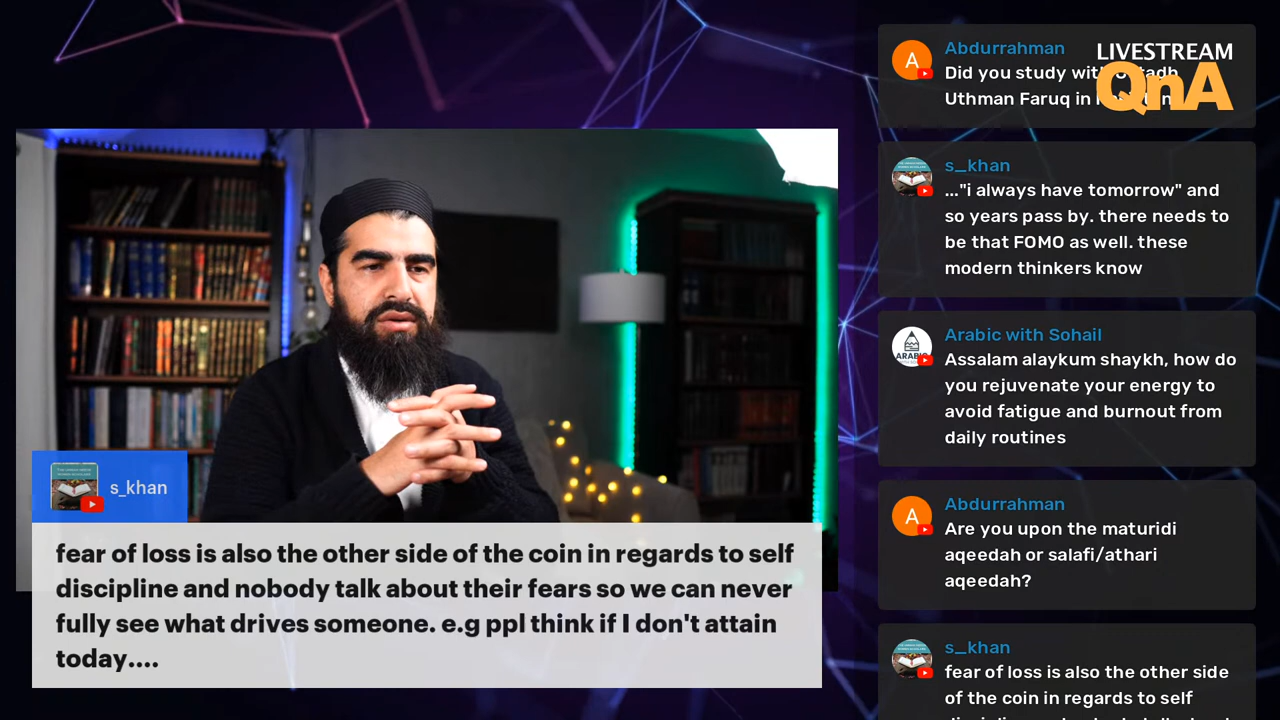 LIVESTREAM
QnA
Abdurrahman
Did you study with
Uthman Faruq in
s_khan
..."i always have tomorrow" and
so years pass by. there needs to
be that FOMO as well. these
modern thinkers know
Arabic with Sohail
Assalam alaykum shaykh, how do
you rejuvenate your energy to
avoid fatigue and burnout from
daily routines
Abdurrahman
Are you upon the maturidi
aqeedah or salafi/athari
aqeedah?
s_khan
fear of loss is also the other side
of the coin in regards to self
s_khan
fear of loss is also the other side of the coin in regards to self
discipline and nobody talk about their fears so we can never
fully see what drives someone. e.g ppl think if I don't attain
today....